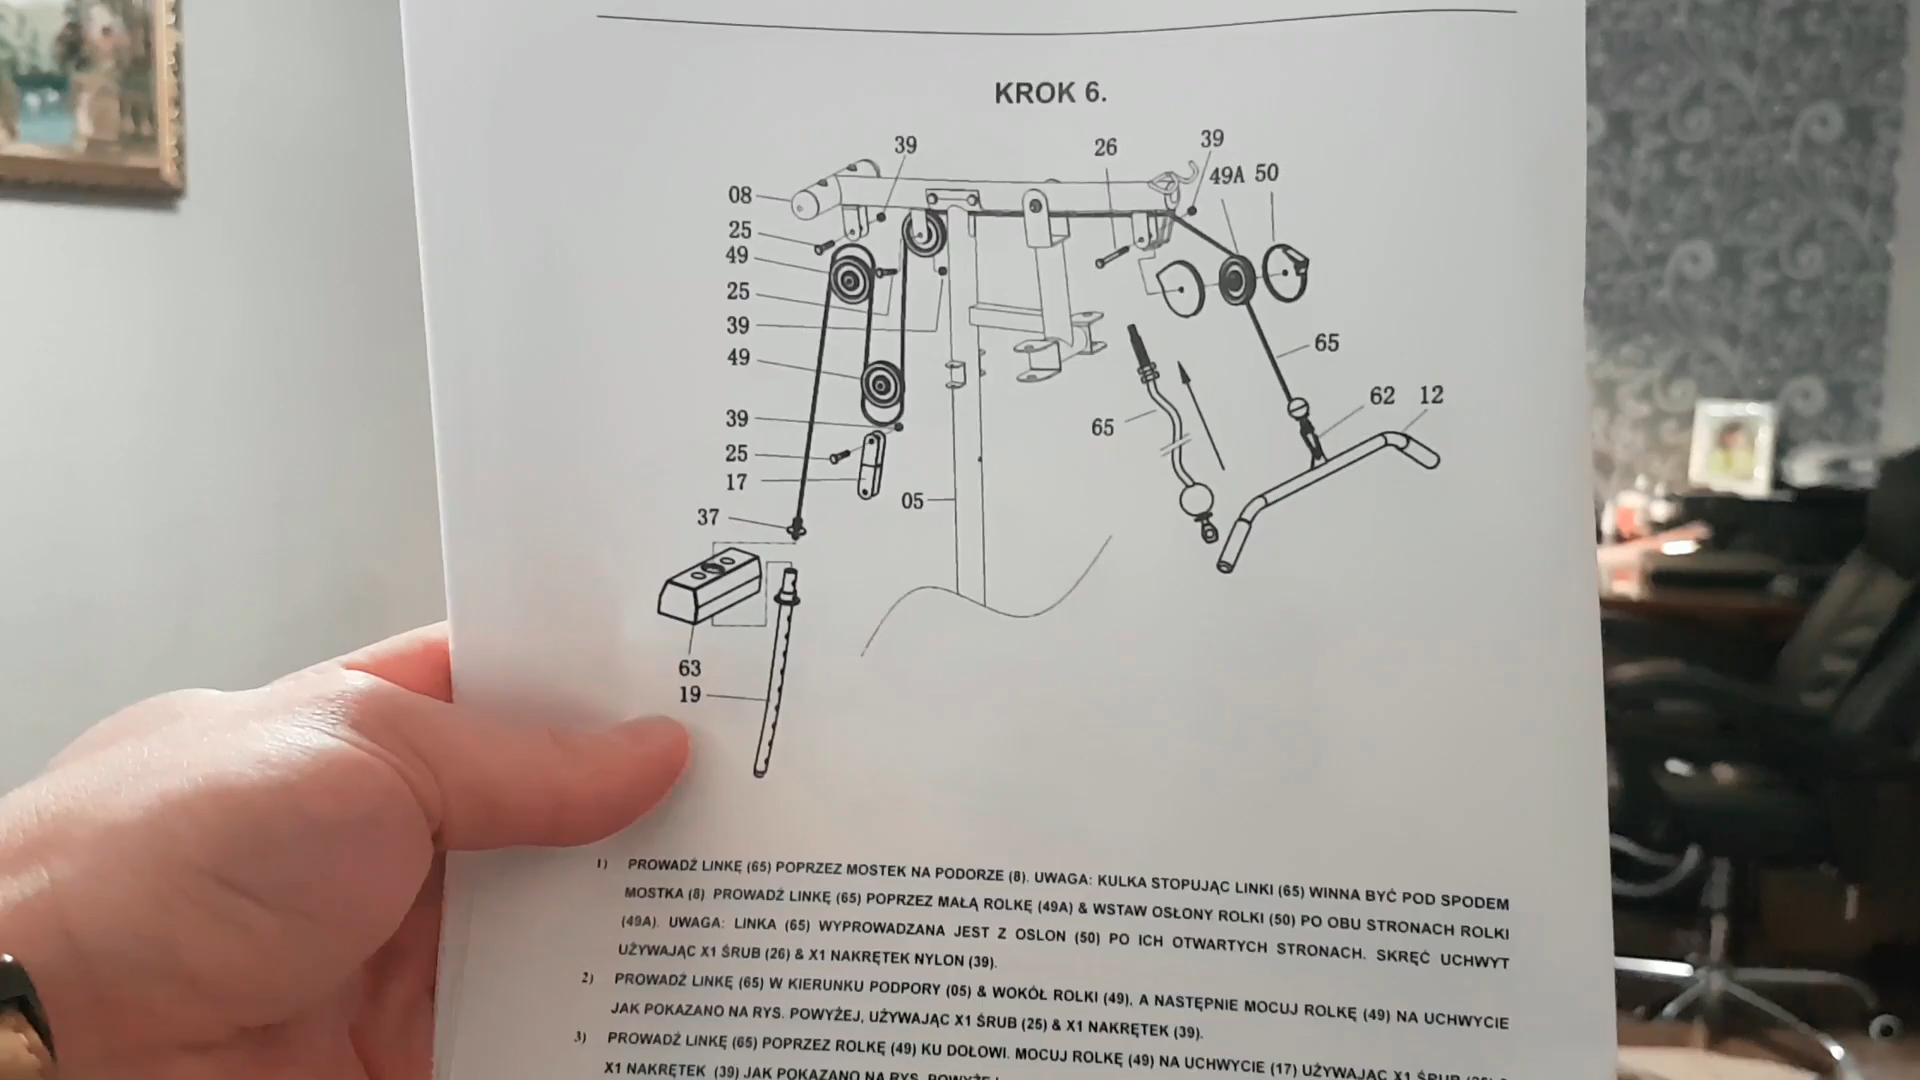 KROK 6.
39
26
39
08
49A 50
25
49
25
39
49
65
39
62 12
65
25
17
05
37
63
19
1) PROWADŹ LINKĘ (65) POPRZEZ MOSTEK NA PODORZE (8). UWAGA: KULKA STOPUJĄC LINKI (65) WINNA BYĆ POD SPODEM
MOSTKA (8). PROWADŹ LINKĘ (65) POPRZEZ MAŁĄ ROLKĘ (49A) & WSTAW OSŁONY ROLKI (50) PO OBU STRONACH ROLKI
(49A). UWAGA: LINKA (65) WYPROWADZANA JEST Z OSLON (50) PO ICH OTWARTYCH STRONACH. SKRĘĆ UCHWYT
UŻYWAJĄC X1 ŚRUB (26) & X1 NAKRĘTEK NYLON (39).
2) PROWADŹ LINKĘ (65) W KIERUNKU PODPORY (05) & WOKÓŁ ROLKI (49), A NASTĘPNIE MOCUJ ROLKĘ (49) NA UCHWYCIE
JAK POKAZANO NA RYS. POWYŻEJ, UŻYWAJĄC X1 ŚRUB (25) & X1 NAKRĘTEK (39).
3) PROWADŹ LINKĘ (65) POPRZEZ ROLKĘ (49) KU DOŁOWI. MOCUJ ROLKĘ (49) NA UCHWYCIE (17) UŻYWAJĄC X1 ŚRUB
X1 NAKRĘTEK (39) JAK POKAZANO NA RYS.